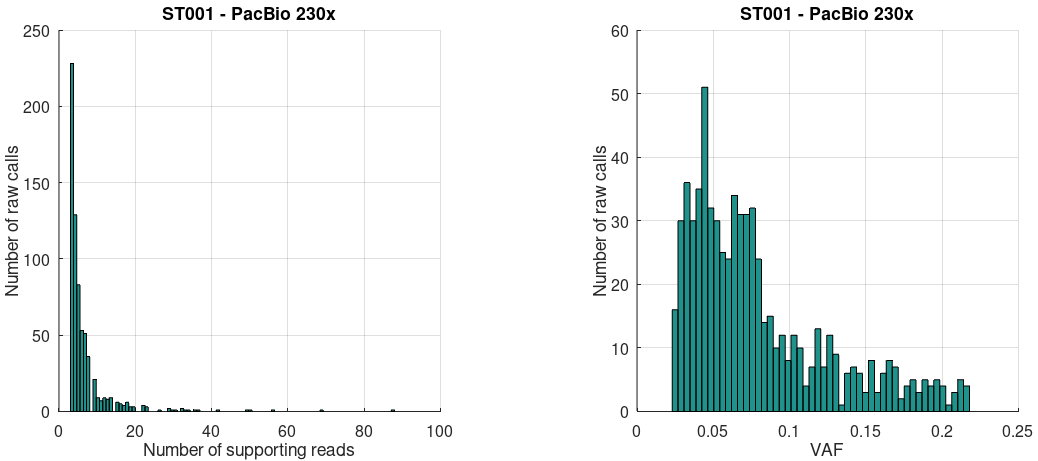 ST001 - PacBio 230x
250
200
150
100
50
0
Number of raw calls
0 20 40 60 80 100
Number of supporting reads
ST001 - PacBio 230x
60
50
40
30
20
10
0
Number of raw calls
0 0.05 0.1 0.15 0.2 0.25
VAF